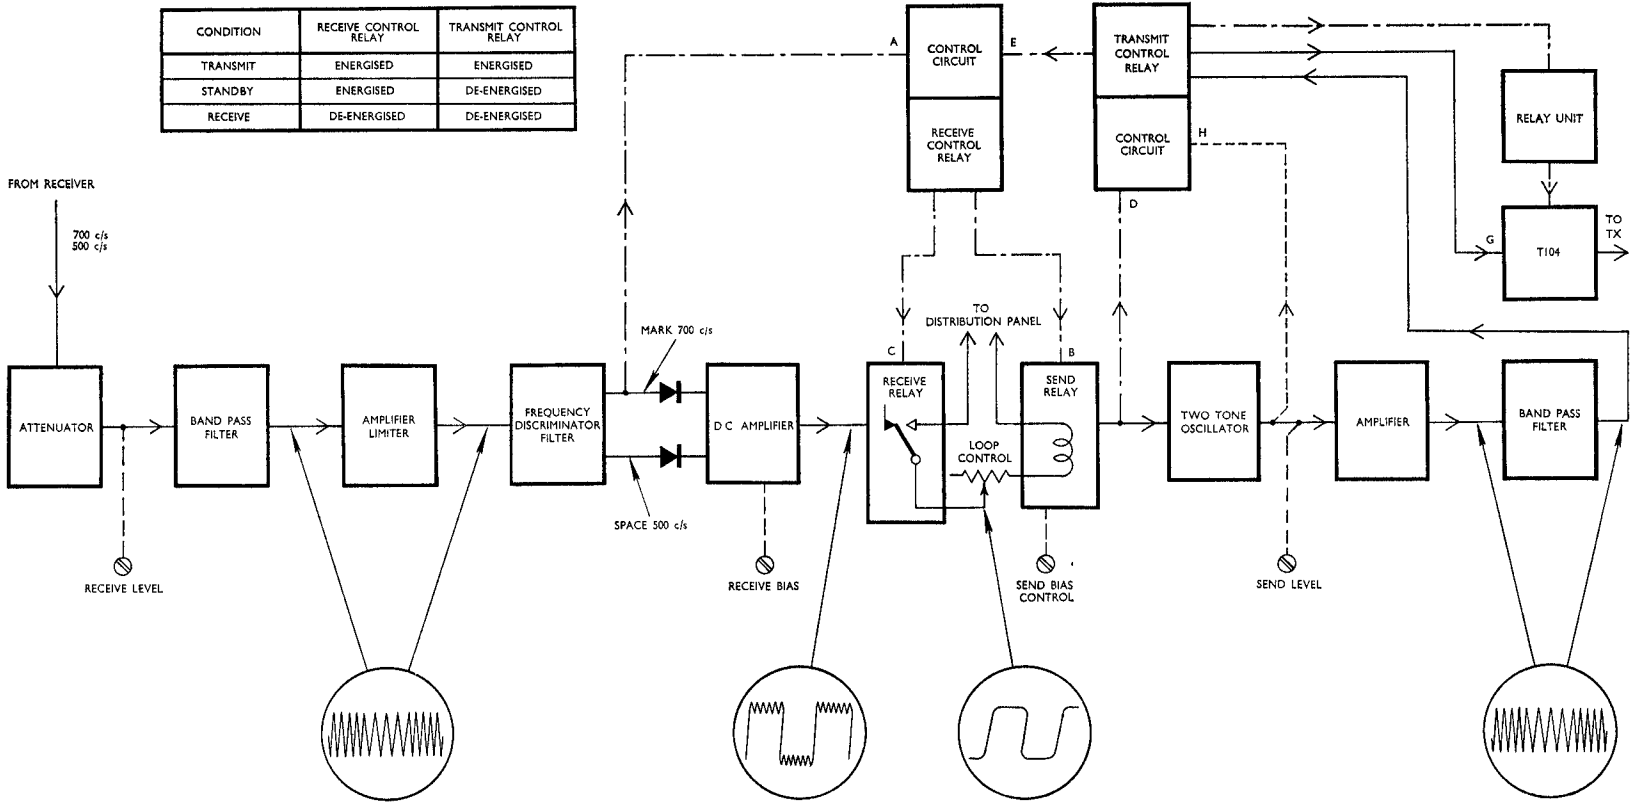 CONDITION
RECEIVE CONTROL
RELAY
TRANSMIT CONTROL
RELAY
TRANSMIT
ENERGISED
ENERGISED
STANDBY
ENERGISED
DE-ENERGISED
RECEIVE
DE-ENERGISED
DE-ENERGISED
A
CONTROL
CIRCUIT
E
TRANSMIT
CONTROL
RELAY
RECEIVE
CONTROL
RELAY
CONTROL
CIRCUIT
H
D
RELAY UNIT
G
T104
TO
TX
FROM RECEIVER
700 c/s
500 c/s
ATTENUATOR
BAND PASS
FILTER
AMPLIFIER
LIMITER
FREQUENCY
DISCRIMINATOR
FILTER
MARK 700 c/s
SPACE 500 c/s
D C AMPLIFIER
C
RECEIVE
RELAY
TO
DISTRIBUTION PANEL
LOOP
CONTROL
B
SEND
RELAY
TWO TONE
OSCILLATOR
AMPLIFIER
BAND PASS
FILTER
RECEIVE LEVEL
RECEIVE BIAS
SEND BIAS
CONTROL
SEND LEVEL